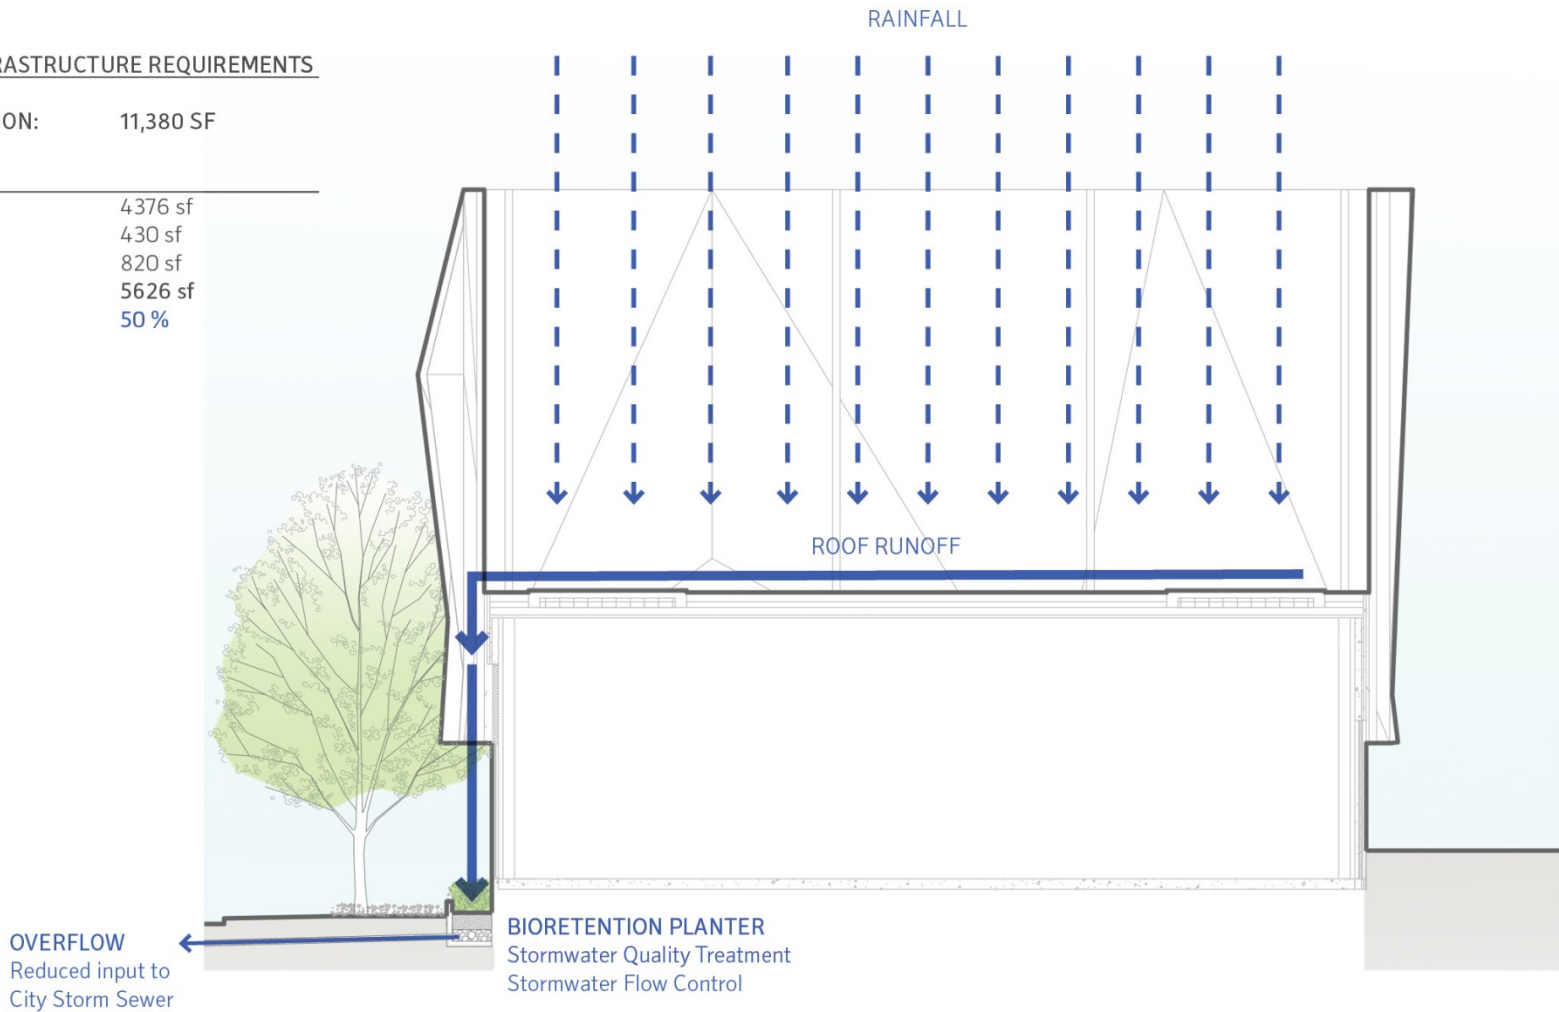 RAINFALL
RASTRUCTURE REQUIREMENTS
ON: 11,380 SF
4376 sf
430 sf
820 sf
5626 sf
50 %
ROOF RUNOFF
BIORETENTION PLANTER
Stormwater Quality Treatment
Stormwater Flow Control
OVERFLOW
Reduced input to
City Storm Sewer